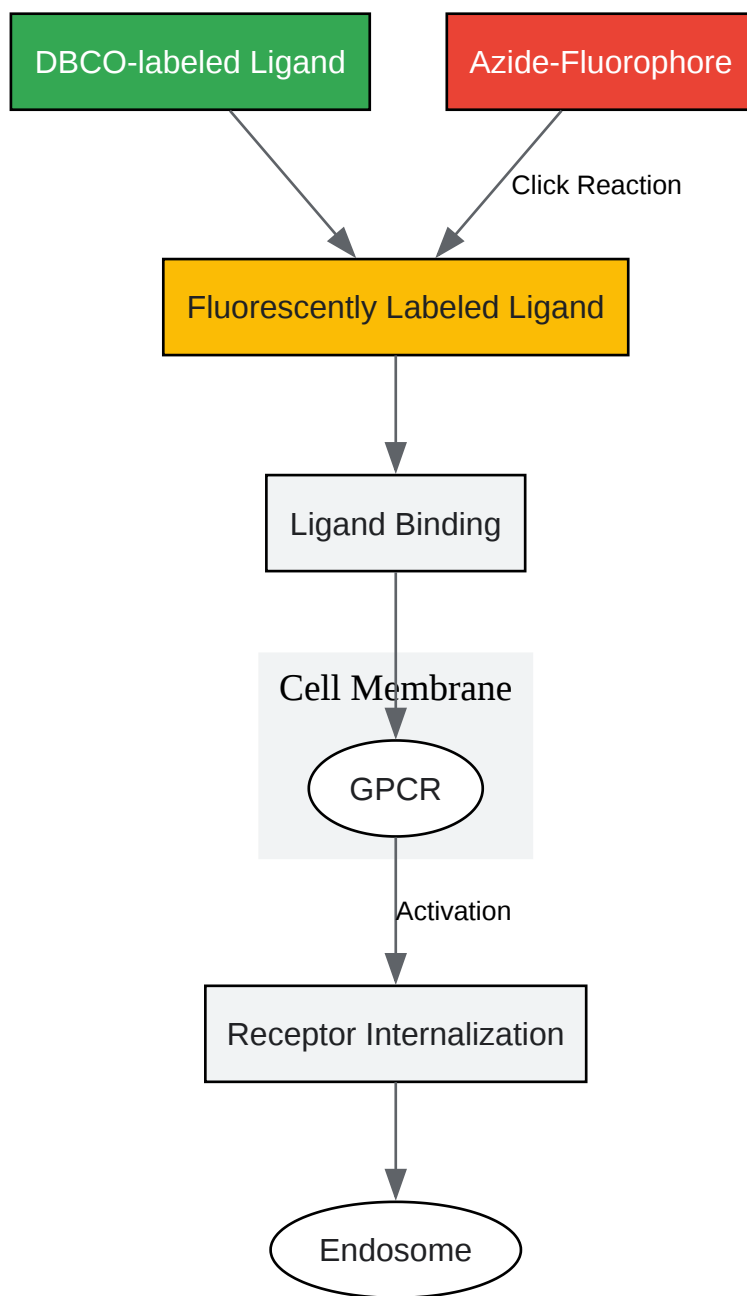 DBCO-labeled Ligand
Azide-Fluorophore
Click Reaction
Fluorescently Labeled Ligand
Ligand Binding
Cell Membrane
GPCR
Activation
Receptor Internalization
Endosome